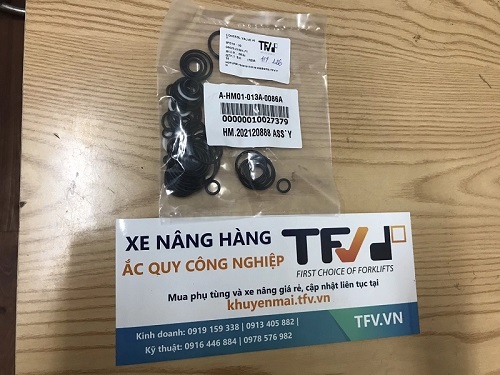 CONTROL VALVE
TFV
A-HM01-013A-0086A
00000010027379
HM.202120888 ASS'Y
XE NÂNG HÀNG
ẮC QUY CÔNG NGHIỆP
TFV
FIRST CHOICE OF FORKLIFTS
Mua phụ tùng và xe nâng giá rẻ, cập nhật liên tục tại
khuyenmai.tfv.vn
Kinh doanh: 0919 159 338 | 0913 405 882 |
Kỹ thuật: 0916 446 884 | 0978 576 982
TFV.VN